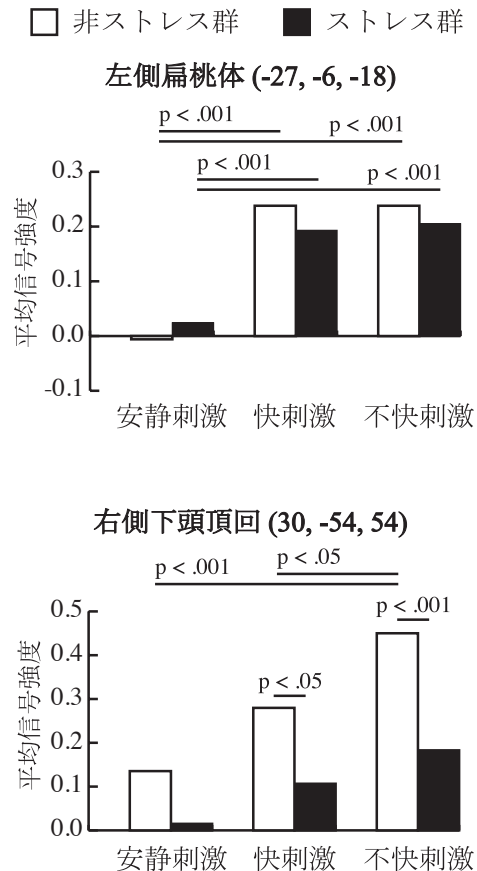 非ストレス群 ストレス群
左側扁桃体 (-27, -6, -18)
p < .001
p < .001
p < .001
p < .001
0.3
0.2
0.1
0.0
-0.1
平均信号強度
安静刺激 快刺激 不快刺激
右側下頭頂回 (30, -54, 54)
p < .05
p < .001
p < .001
p < .05
0.5
0.4
0.3
0.2
0.1
0.0
平均信号強度
安静刺激 快刺激 不快刺激